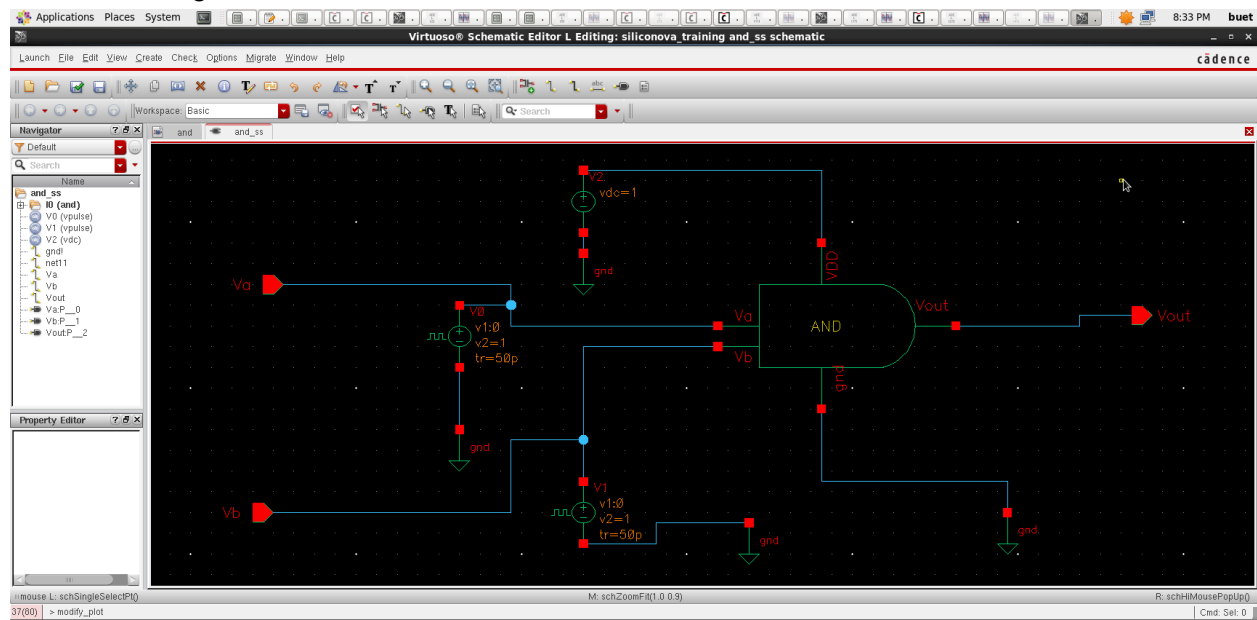 Applications Places System
8:33 PM buet
Virtuoso® Schematic Editor L Editing: siliconova_training and_ss schematic
Launch File Edit View Create Check Options Migrate Window Help
cādence
Workspace: Basic
Search
Navigator
and
and_ss
Default
Search
Name
and_ss
I0 (and)
V0 (vpulse)
V1 (vpulse)
V2 (vdc)
gnd!
net11
Va
Vb
Vout
Va:P__0
Vb:P__1
Vout:P__2
Property Editor
V2
vdc=1
gnd
VDD
Va
V0
v1:0
v2=1
tr=50p
gnd
Va
Vb
AND
Vout
Vout
gnd
Vb
V1
v1:0
v2=1
tr=50p
gnd
gnd
mouse L: schSingleSelectPt()
M: schZoomFit(1.0 0.9)
R: schHiMousePopUp()
37(80) > modify_plot
Cmd: Sel: 0